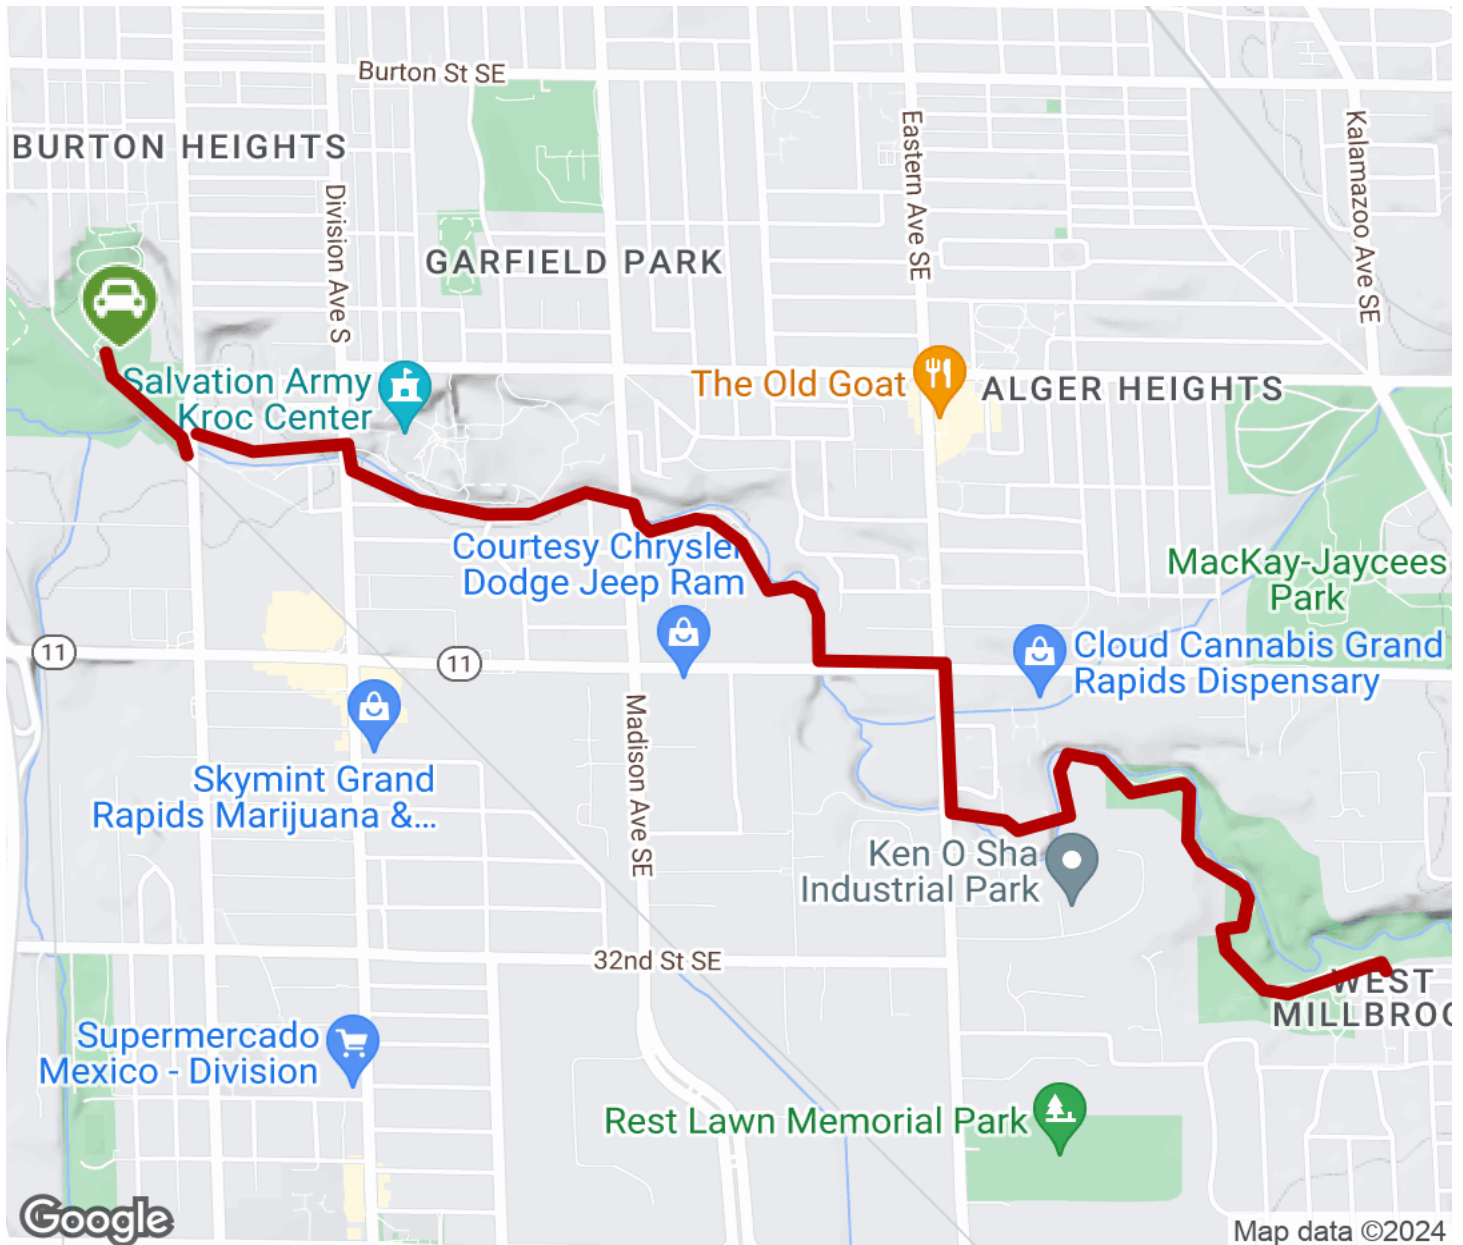 Burton St SE
BURTON HEIGHTS
Eastern Ave SE
Kalamazoo Ave SE
Division Ave S
GARFIELD PARK
Salvation Army
Kroc Center
The Old Goat
ALGER HEIGHTS
Courtesy Chrysler
Dodge Jeep Ram
MacKay-Jaycees
Park
11
11
Cloud Cannabis Grand
Rapids Dispensary
Madison Ave SE
Skymint Grand
Rapids Marijuana &...
Ken O Sha
Industrial Park
32nd St SE
WEST
MILLBROO
Supermercado
Mexico - Division
Rest Lawn Memorial Park
Google
Map data ©2024